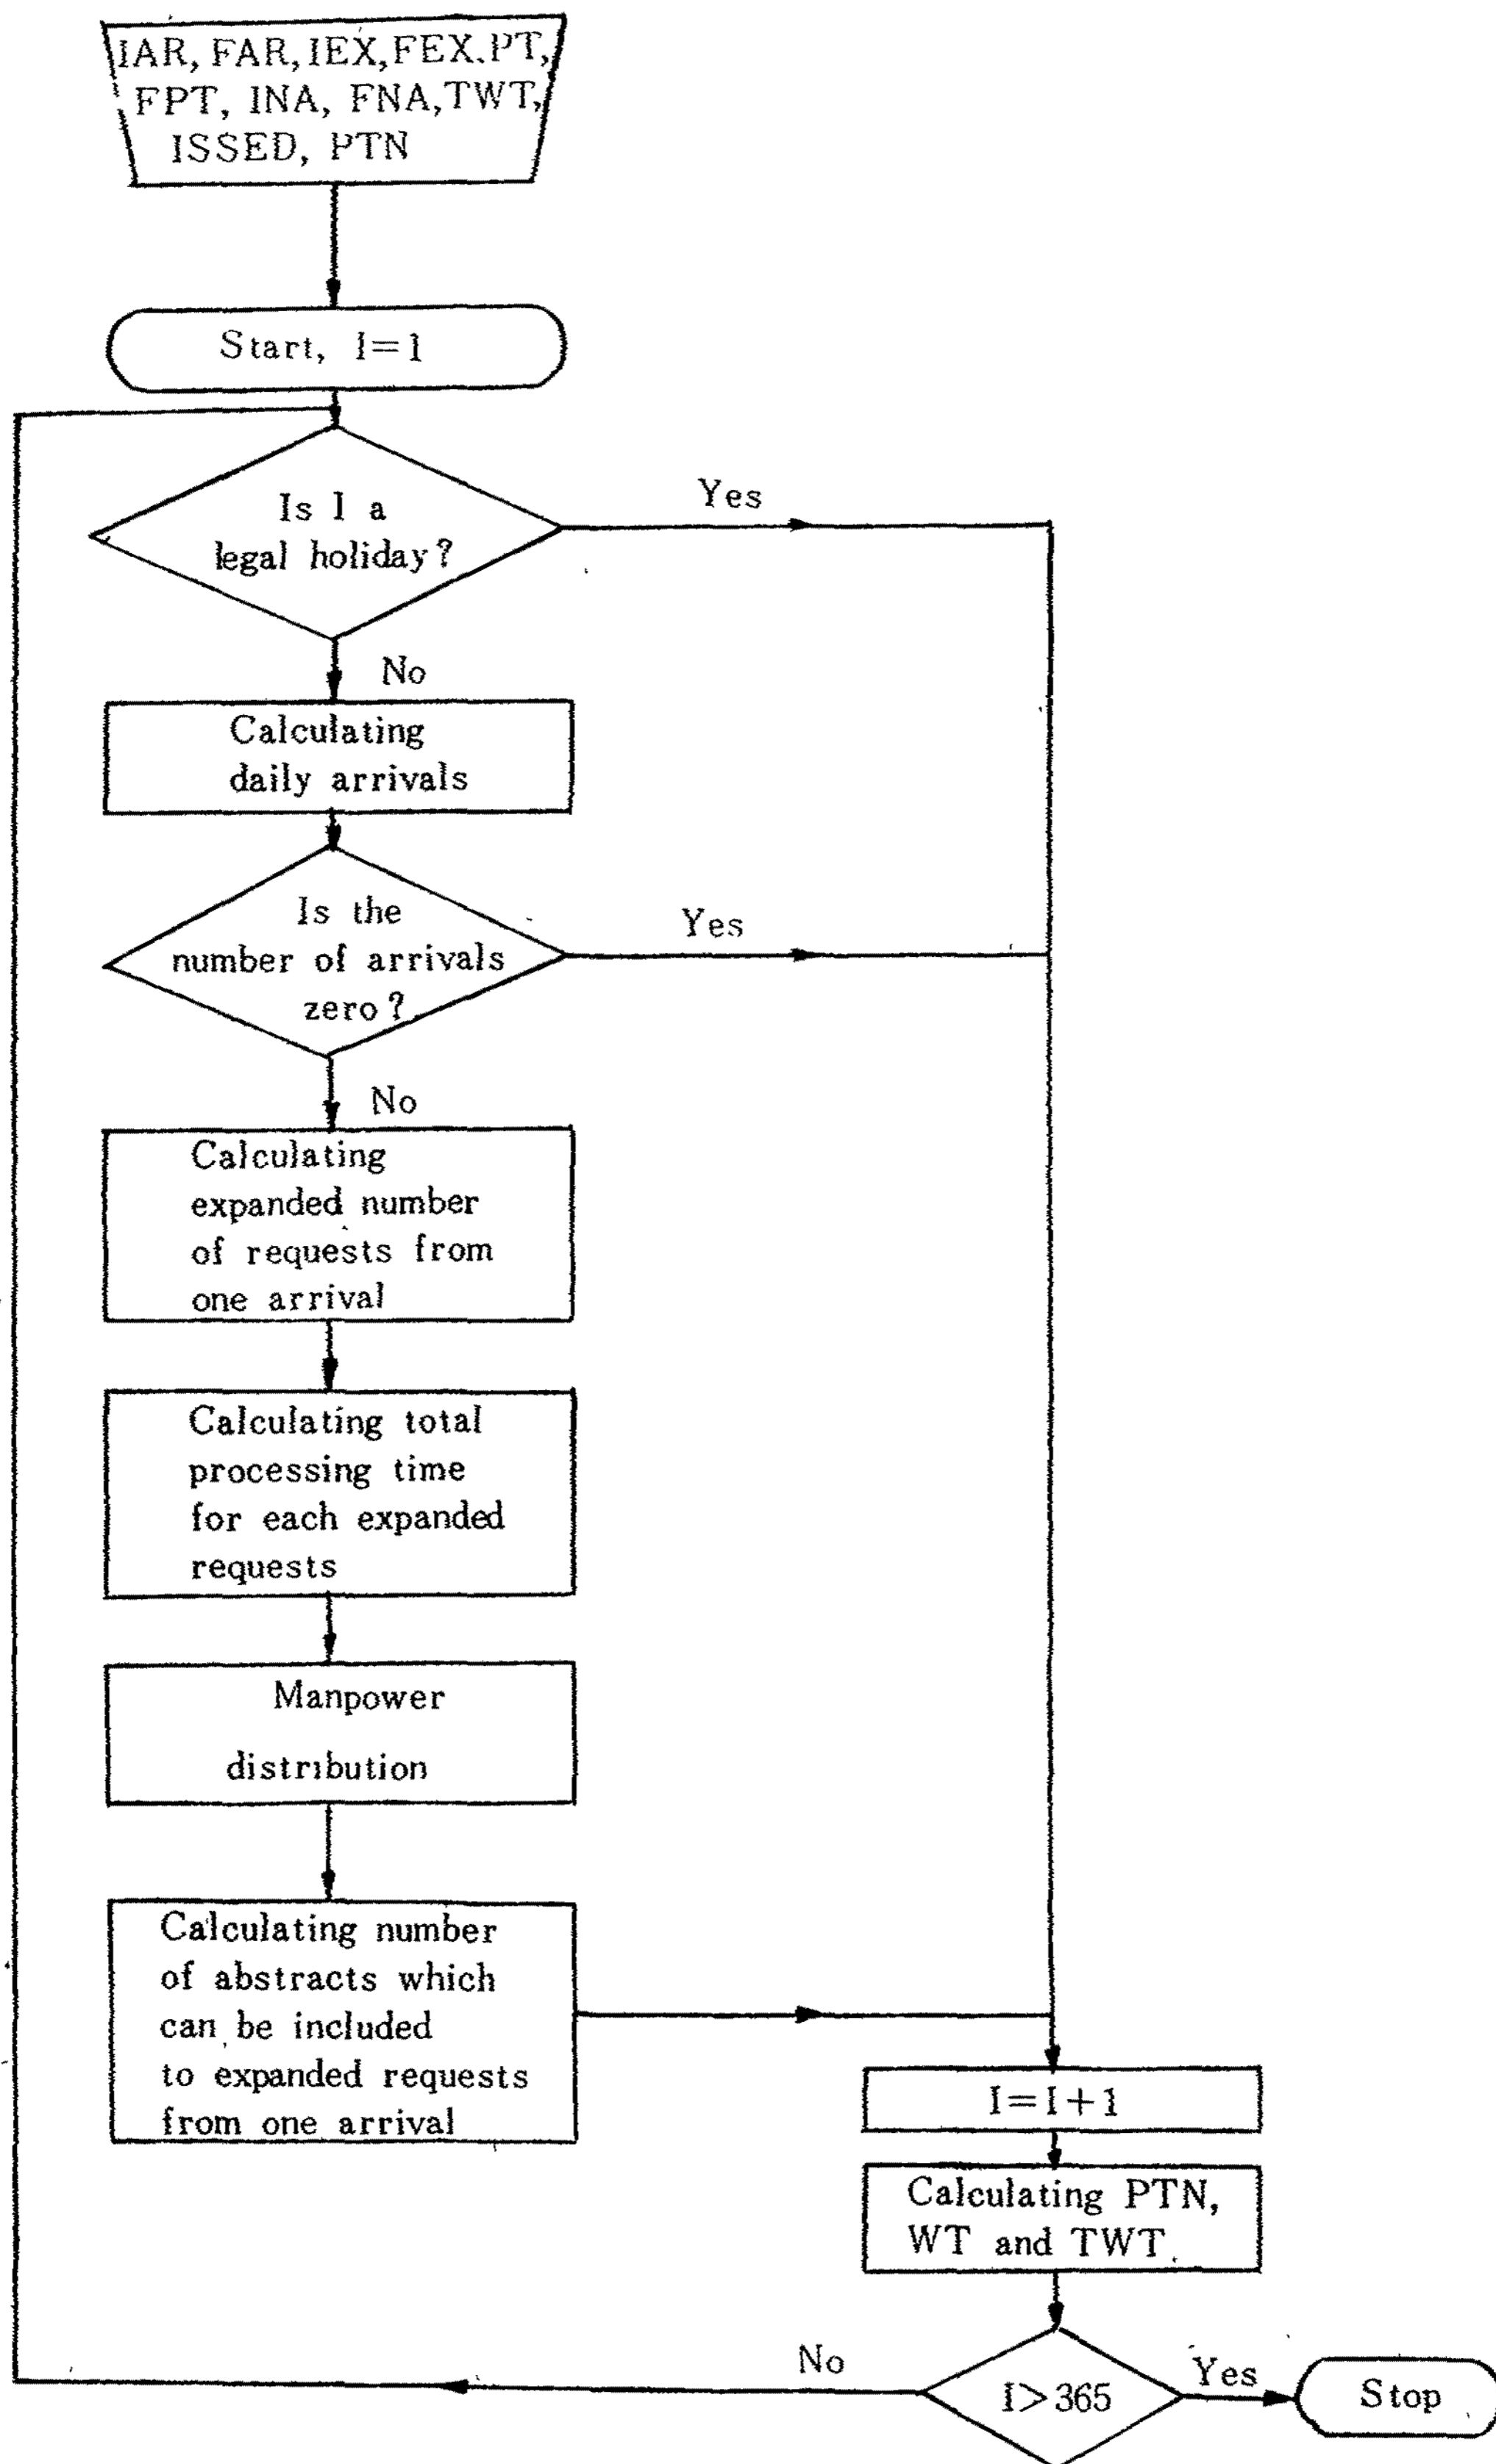 IAR, FAR, IEX, FEX. PT,
FPT, INA, FNA, TWT,
ISSED, PTN
Start, I=1
Is I a
legal holiday?
Yes
No
Calculating
daily arrivals
Is the
number of arrivals
zero?
Yes
No
Calculating
expanded number
of requests from
one arrival
Calculating total
processing time
for each expanded
requests
Manpower
distribution
Calculating number
of abstracts which
can be included
to expanded requests
from one arrival
I=I+1
Calculating PTN,
WT and TWT
No
I>365
Yes
Stop